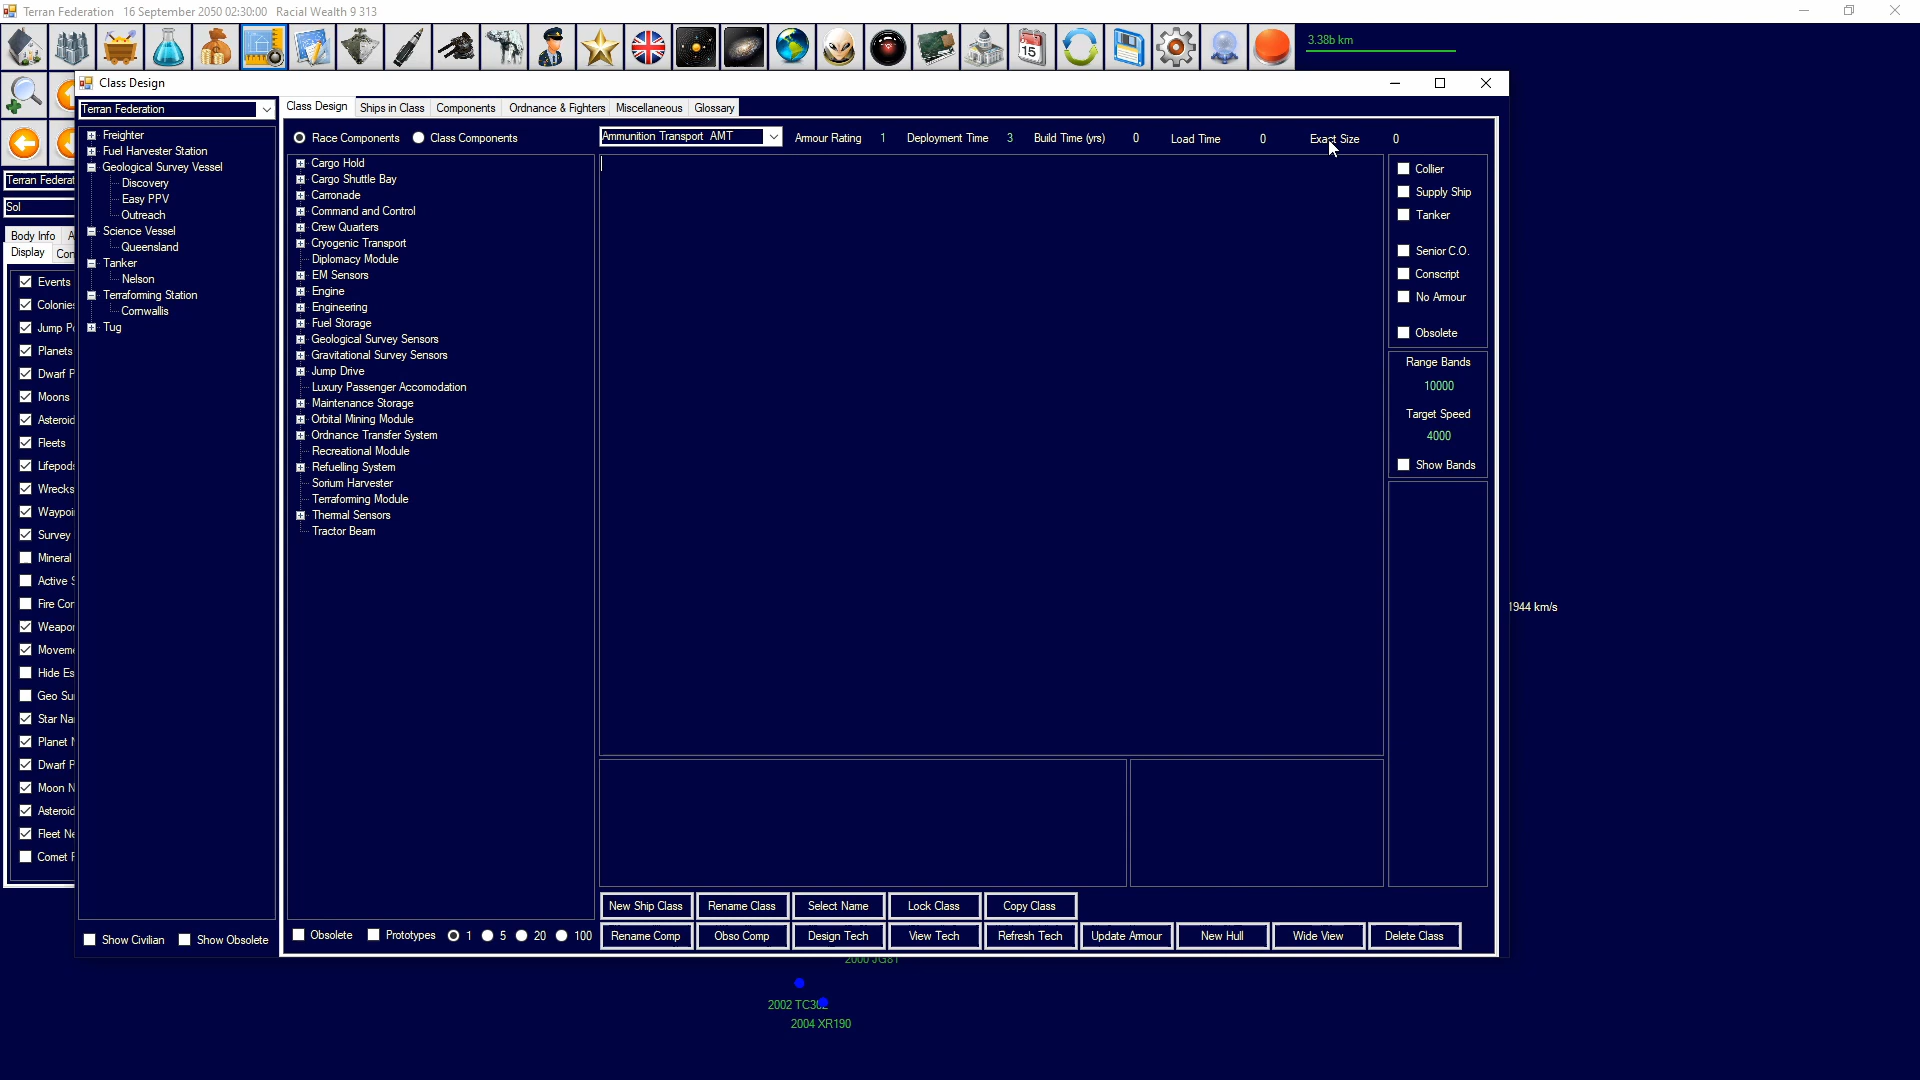 Terran Federation 16 September 2050 02:30:00 Racial Wealth 9 313
3.38b km
15
Class Design
Terran Federation
Class Design Ships in Class Components Ordnance & Fighters Miscellaneous Glossary
Race Components Class Components
Ammunition Transport AMT
Armour Rating 1 Deployment Time 3 Build Time (yrs) 0 Load Time 0 Exact Size 0
Freighter
Fuel Harvester Station
Geological Survey Vessel
Discovery
Easy PPV
Outreach
Science Vessel
Queensland
Tanker
Nelson
Terraforming Station
Cornwallis
Tug
Cargo Hold
Cargo Shuttle Bay
Carronade
Command and Control
Crew Quarters
Cryogenic Transport
Diplomacy Module
EM Sensors
Engine
Engineering
Fuel Storage
Geological Survey Sensors
Gravitational Survey Sensors
Jump Drive
Luxury Passenger Accomodation
Maintenance Storage
Orbital Mining Module
Ordnance Transfer System
Recreational Module
Refuelling System
Sorium Harvester
Terraforming Module
Thermal Sensors
Tractor Beam
Collier
Supply Ship
Tanker
Senior C.O.
Conscript
No Armour
Obsolete
Range Bands
10000
Target Speed
4000
Show Bands
Terran Federat
Sol
Body Info A
Display Con
Events
Colonies
Jump Po
Planets
Dwarf P
Moons
Asteroid
Fleets
Lifepods
Wrecks
Waypoi
Survey
Mineral
Active S
Fire Con
Weapon
Moveme
Hide Es
Geo Su
Star Na
Planet N
Dwarf P
Moon N
Asteroid
Fleet Ne
Comet P
1944 km/s
Show Civilian Show Obsolete
Obsolete Prototypes 1 5 20 100
New Ship Class Rename Class Select Name Lock Class Copy Class
Rename Comp Obso Comp Design Tech View Tech Refresh Tech Update Armour New Hull Wide View Delete Class
2000 JG81
2002 TC302
2004 XR190